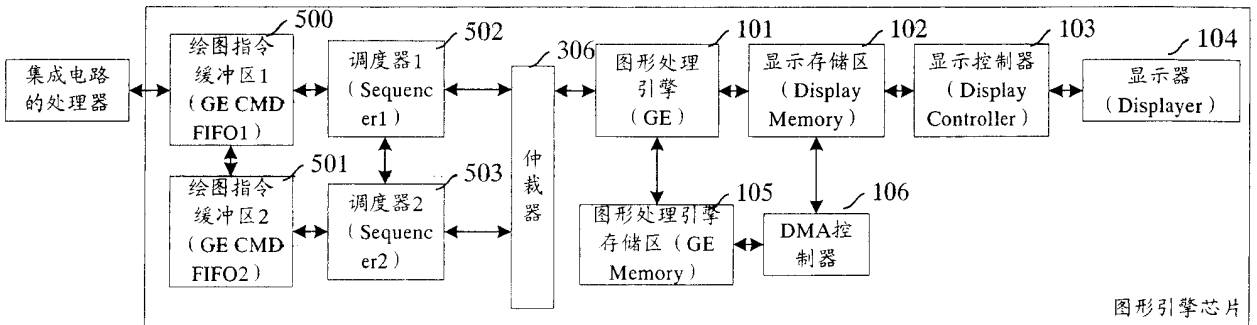 集成电路
的处理器
500
绘图指令
缓冲区1
（GE CMD
FIFO1）
501
绘图指令
缓冲区2
（GE CMD
FIFO2）
502
调度器1
（Sequenc
er1）
503
调度器2
（Sequenc
er2）
306
仲
裁
器
101
图形处理
引擎
（GE）
102
显示存储区
（Display
Memory）
103
显示控制器
（Display
Controller）
104
显示器
（Displayer）
105
图形处理引擎
存储区（GE
Memory）
106
DMA控
制器
图形引擎芯片